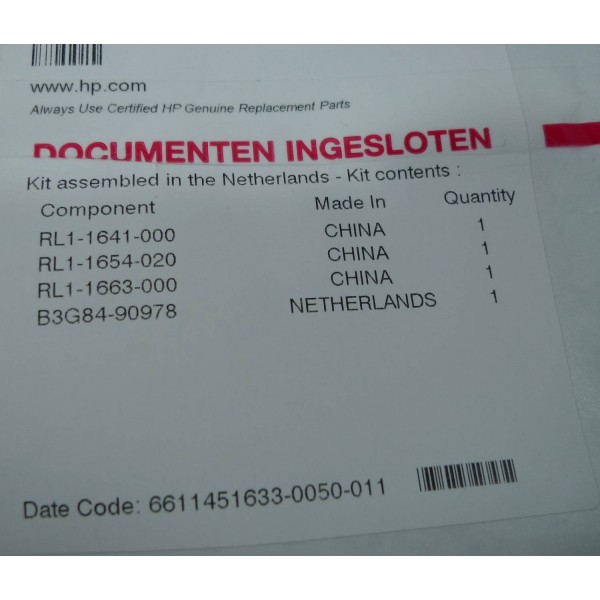 www.hp.com
Always Use Certified HP Genuine Replacement Parts
DOCUMENTEN INGESLOTEN
Kit assembled in the Netherlands - Kit contents :
Component Made In Quantity
RL1-1641-000 CHINA 1
RL1-1654-020 CHINA 1
RL1-1663-000 CHINA 1
B3G84-90978 NETHERLANDS 1
Date Code: 6611451633-0050-011